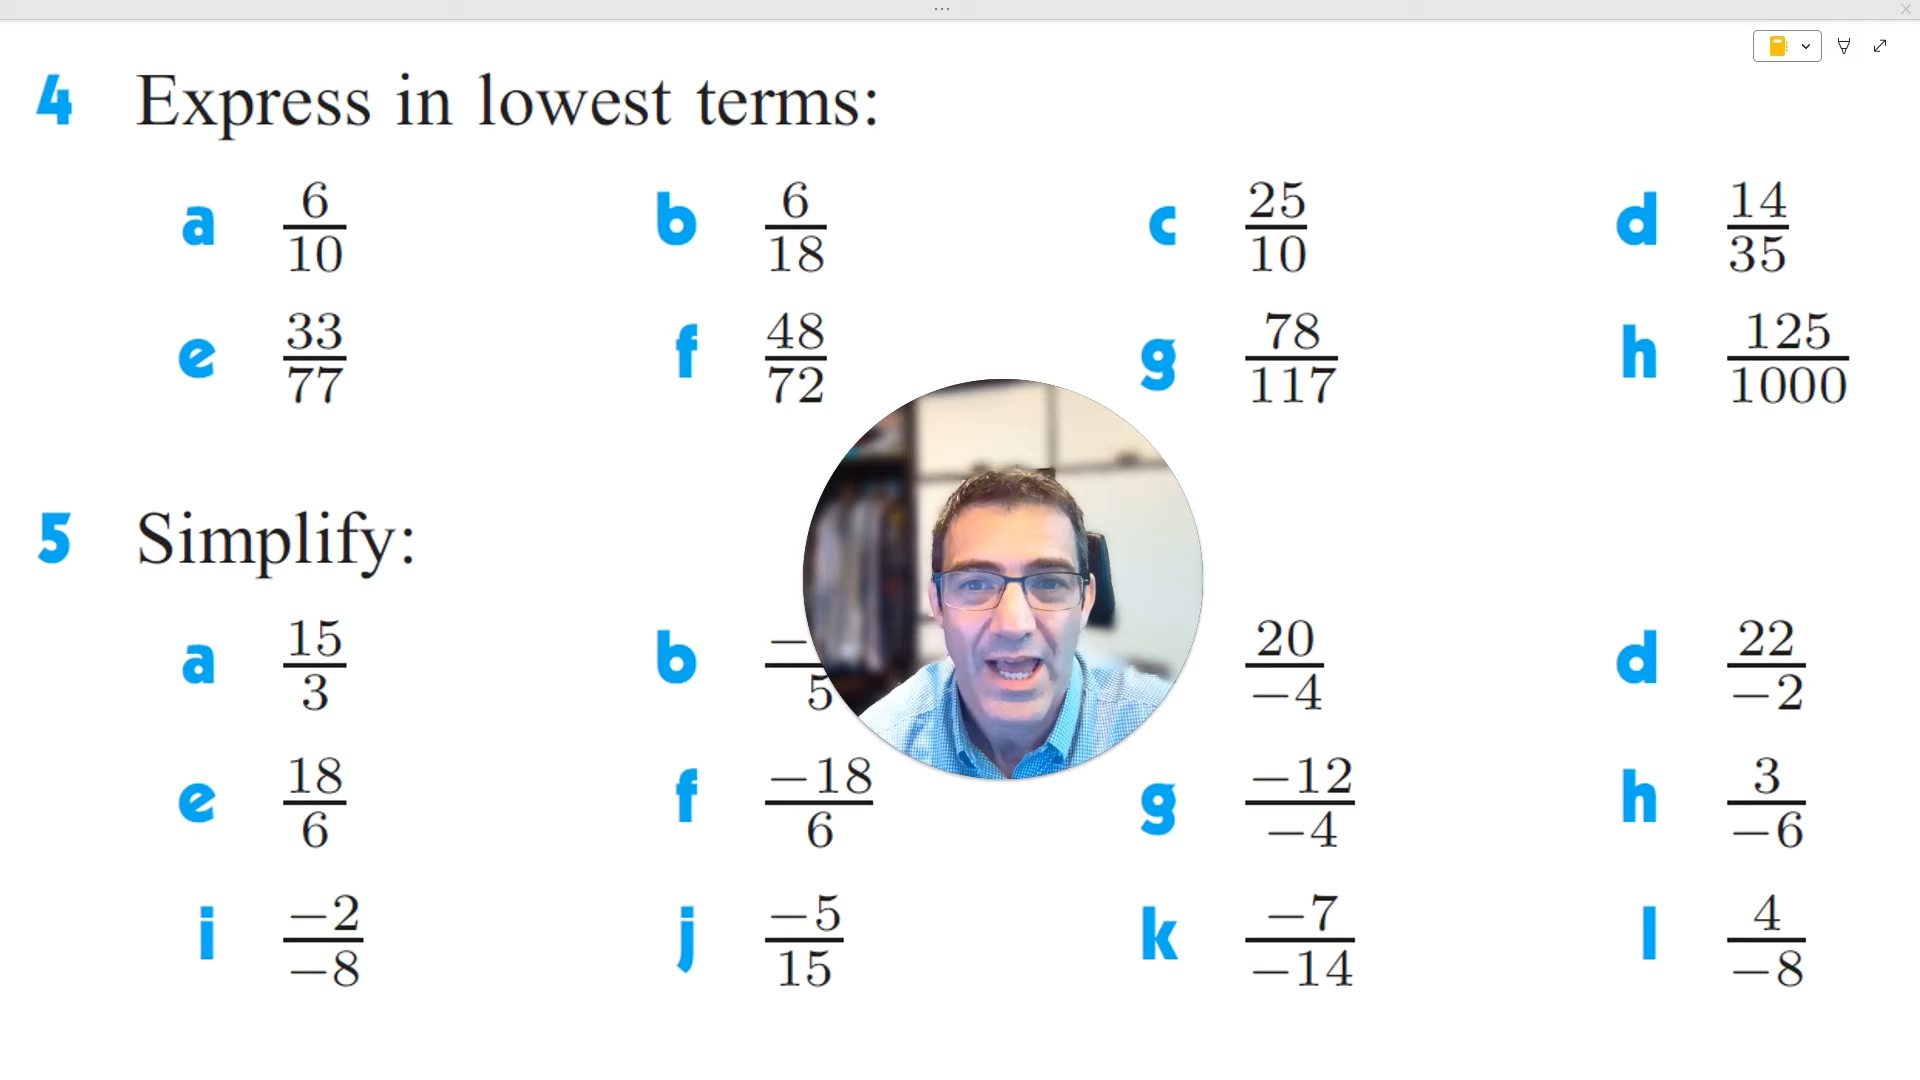 4 Express in lowest terms:
a 6/10 b 6/18 c 25/10 d 14/35
e 33/77 f 48/72 g 78/117 h 125/1000
5 Simplify:
a 15/3 b −/5 20/−4 d 22/−2
e 18/6 f −18/6 g −12/−4 h 3/−6
i −2/−8 j −5/15 k −7/−14 l 4/−8